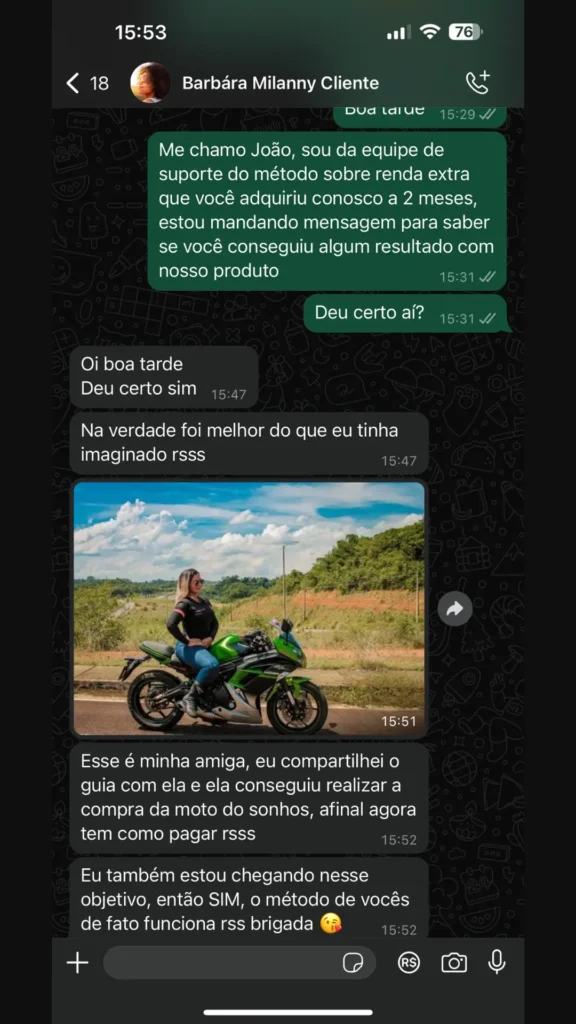 15:53
76
18
Barbára Milanny Cliente
Boa tarde
15:29
Me chamo João, sou da equipe de
suporte do método sobre renda extra
que você adquiriu conosco a 2 meses,
estou mandando mensagem para saber
se você conseguiu algum resultado com
nosso produto
15:31
Deu certo aí?
15:31
Oi boa tarde
Deu certo sim
15:47
Na verdade foi melhor do que eu tinha
imaginado rsss
15:47
15:51
Esse é minha amiga, eu compartilhei o
guia com ela e ela conseguiu realizar a
compra da moto do sonhos, afinal agora
tem como pagar rsss
15:52
Eu também estou chegando nesse
objetivo, então SIM, o método de vocês
de fato funciona rss brigada 😘
15:52
R$